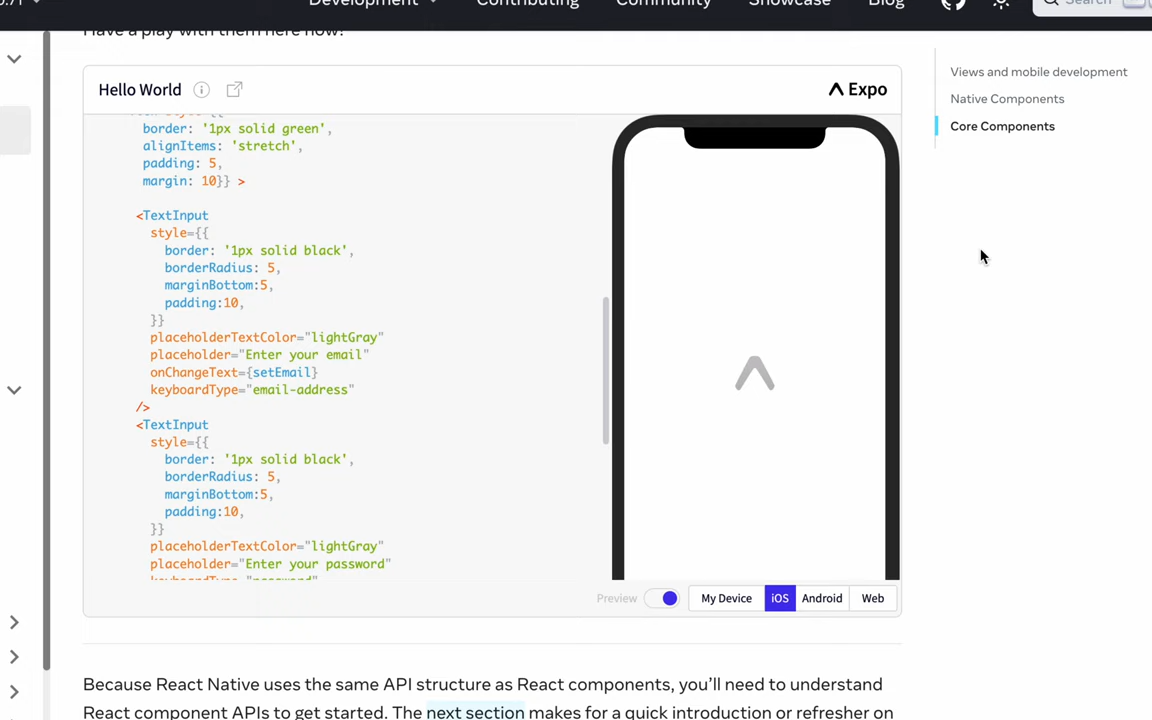 0.71
Development
Contributing
Community
Showcase
Blog
Search
Have a play with them here now!
Hello World
Expo
border: '1px solid green',
alignItems: 'stretch',
padding: 5,
margin: 10}} >
<TextInput
style={{
border: '1px solid black',
borderRadius: 5,
marginBottom:5,
padding:10,
}}
placeholderTextColor="lightGray"
placeholder="Enter your email"
onChangeText={setEmail}
keyboardType="email-address"
/>
<TextInput
style={{
border: '1px solid black',
borderRadius: 5,
marginBottom:5,
padding:10,
}}
placeholderTextColor="lightGray"
placeholder="Enter your password"
keyboardType="password"
Preview
My Device
iOS
Android
Web
Because React Native uses the same API structure as React components, you'll need to understand
React component APIs to get started. The next section makes for a quick introduction or refresher on
Views and mobile development
Native Components
Core Components